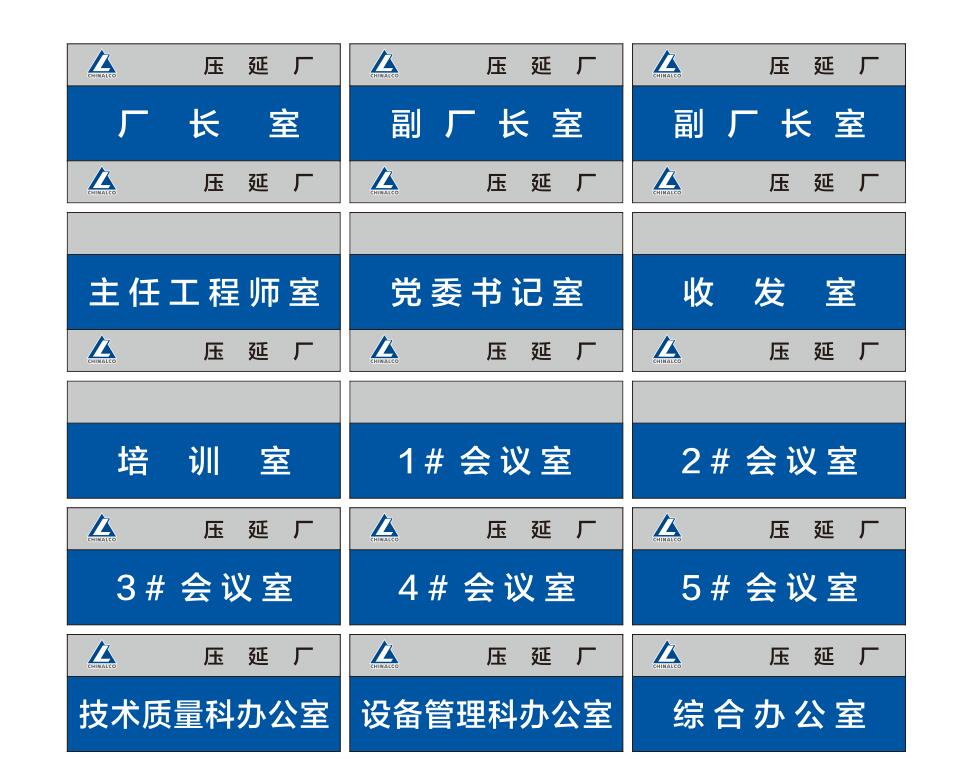 CHINALCO 压延厂
厂长室
CHINALCO 压延厂
CHINALCO 压延厂
副厂长室
CHINALCO 压延厂
CHINALCO 压延厂
副厂长室
CHINALCO 压延厂
主任工程师室
CHINALCO 压延厂
党委书记室
CHINALCO 压延厂
收发室
CHINALCO 压延厂
培训室
1# 会议室
2# 会议室
CHINALCO 压延厂
3# 会议室
CHINALCO 压延厂
4# 会议室
CHINALCO 压延厂
5# 会议室
CHINALCO 压延厂
技术质量科办公室
CHINALCO 压延厂
设备管理科办公室
CHINALCO 压延厂
综合办公室